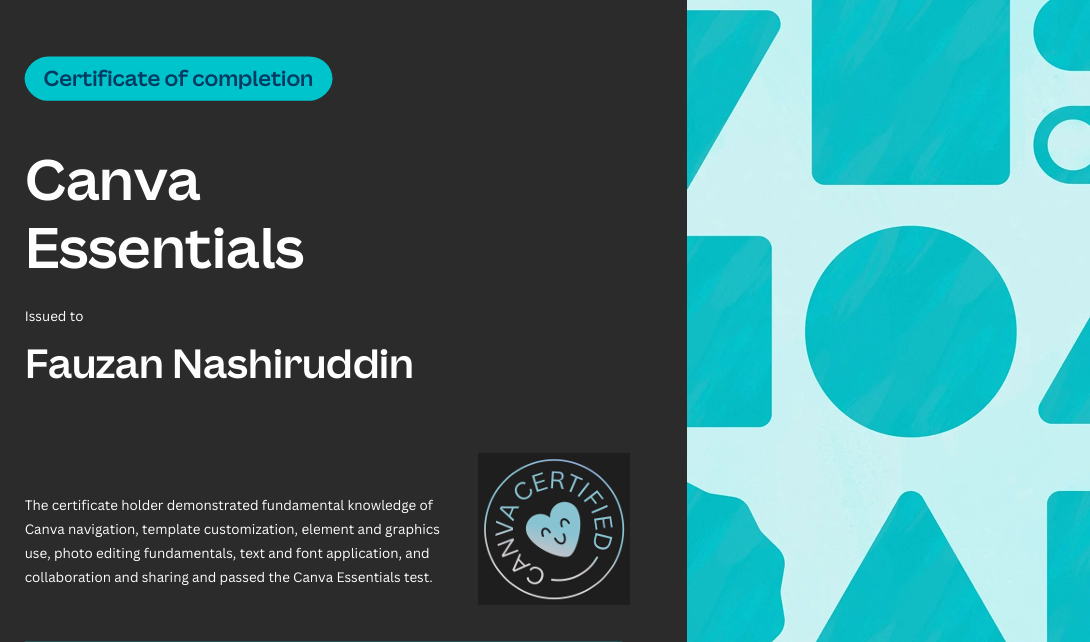 Certificate of completion
Canva
Essentials
Issued to
Fauzan Nashiruddin
The certificate holder demonstrated fundamental knowledge of
Canva navigation, template customization, element and graphics
use, photo editing fundamentals, text and font application, and
collaboration and sharing and passed the Canva Essentials test.
CANVA CERTIFIED